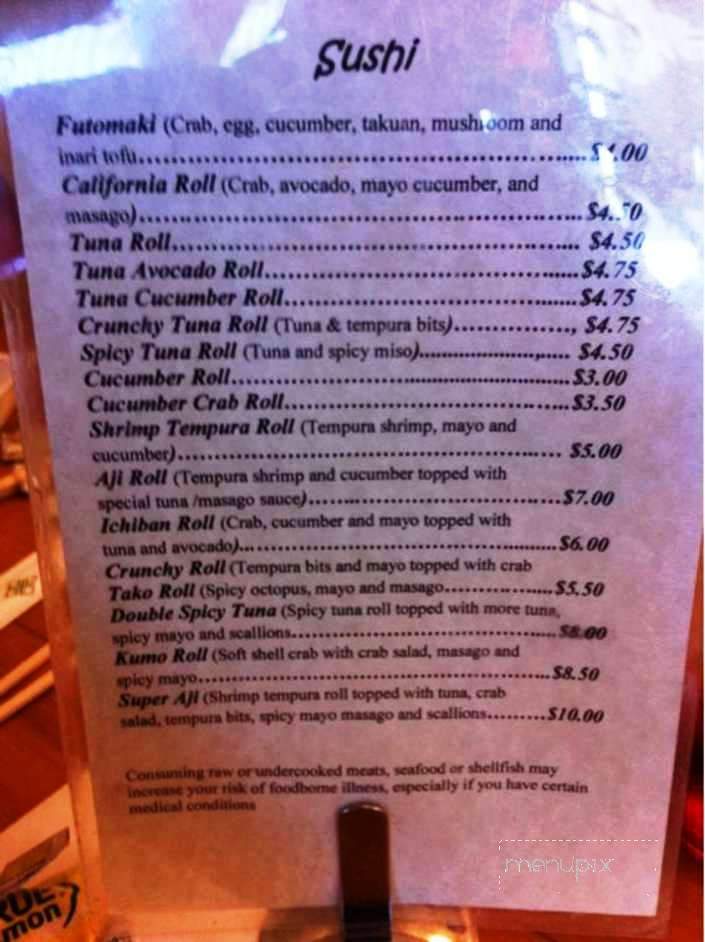 Sushi
Futomaki (Crab, egg, cucumber, takuan, mushroom and
inari tofu
California Roll (Crab, avocado, mayo cucumber, and
masago)
Tuna Roll........................................ $4.50
Tuna Avocado Roll........................................$4.75
Tuna Cucumber Roll........................................$4.75
Crunchy Tuna Roll (Tuna & tempura bits)................, $4.75
Spicy Tuna Roll (Tuna and spicy miso)....................... $4.50
Cucumber Roll........................................$3.00
Cucumber Crab Roll........................................$3.50
Shrimp Tempura Roll (Tempura shrimp, mayo and
cucumber)........................................ $5.00
Aji Roll (Tempura shrimp and cucumber topped with
special tuna /masago sauce)................................$7.00
Ichiban Roll (Crab, cucumber and mayo topped with
tuna and avocado)........................................$6.00
Crunchy Roll (Tempura bits and mayo topped with crab
Tako Roll (Spicy octopus, mayo and masago................$5.50
Double Spicy Tuna (Spicy tuna roll topped with more tuna,
spicy mayo and scallions................................$8.00
Kumo Roll (Soft shell crab with crab salad, masago and
spicy mayo........................................$8.50
Super Aji (Shrimp tempura roll topped with tuna, crab
salad, tempura bits, spicy mayo masago and scallions.........$10.00
Consuming raw or undercooked meats, seafood or shellfish may
increase your risk of foodborne illness, especially if you have certain
medical conditions
menupix